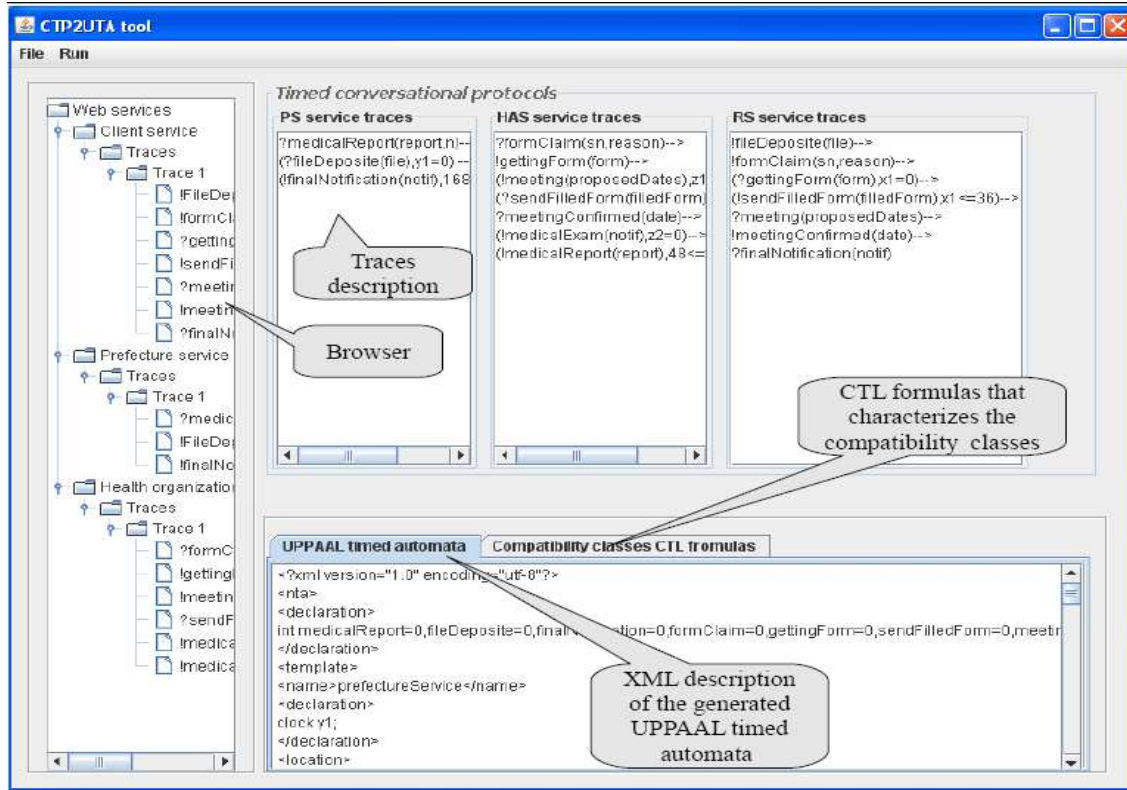 CTP2UTA tool
File Run
Web services
Client service
Traces
Trace 1
!FileDep
!formCl
?getting
!sendFi
?meetin
!meetin
?finalN
Prefecture service
Traces
Trace 1
?medic
!FileDep
!finalNo
Health organization
Traces
Trace 1
?formC
!getting
!meetin
?sendF
!medica
!medica
Timed conversational protocols
PS service traces
?medicalReport(report,n)--
(?fileDeposite(file),y1=0) --
(!finalNotification(notif),168
HAS service traces
?formClaim(sn,reason)-->
!gettingForm(form)-->
(!meeting(proposedDates),z1
(?sendFilledForm(filledForm)
?meetingConfirmed(date)-->
(!medicalExam(notif),z2=0)-->
(!medicalReport(report),48<=
RS service traces
!fileDeposite(file)-->
!formClaim(sn,reason)-->
(?gettingForm(form),x1=0)-->
(!sendFilledForm(filledForm),x1<=36)-->
?meeting(proposedDates)-->
!meetingConfirmed(date)-->
?finalNotification(notif)
Traces
description
Browser
CTL formulas that
characterizes the
compatibility classes
UPPAAL timed automata
Compatibility classes CTL fromulas
<?xml version="1.0" encoding="utf-8"?>
<nta>
<declaration>
int medicalReport=0,fileDeposite=0,formClaim=0,gettingForm=0,sendFilledForm=0,meetin
</declaration>
<template>
<name>prefectureService</name>
<declaration>
clock y1;
</declaration>
<location>
XML description
of the generated
UPPAAL timed
automata